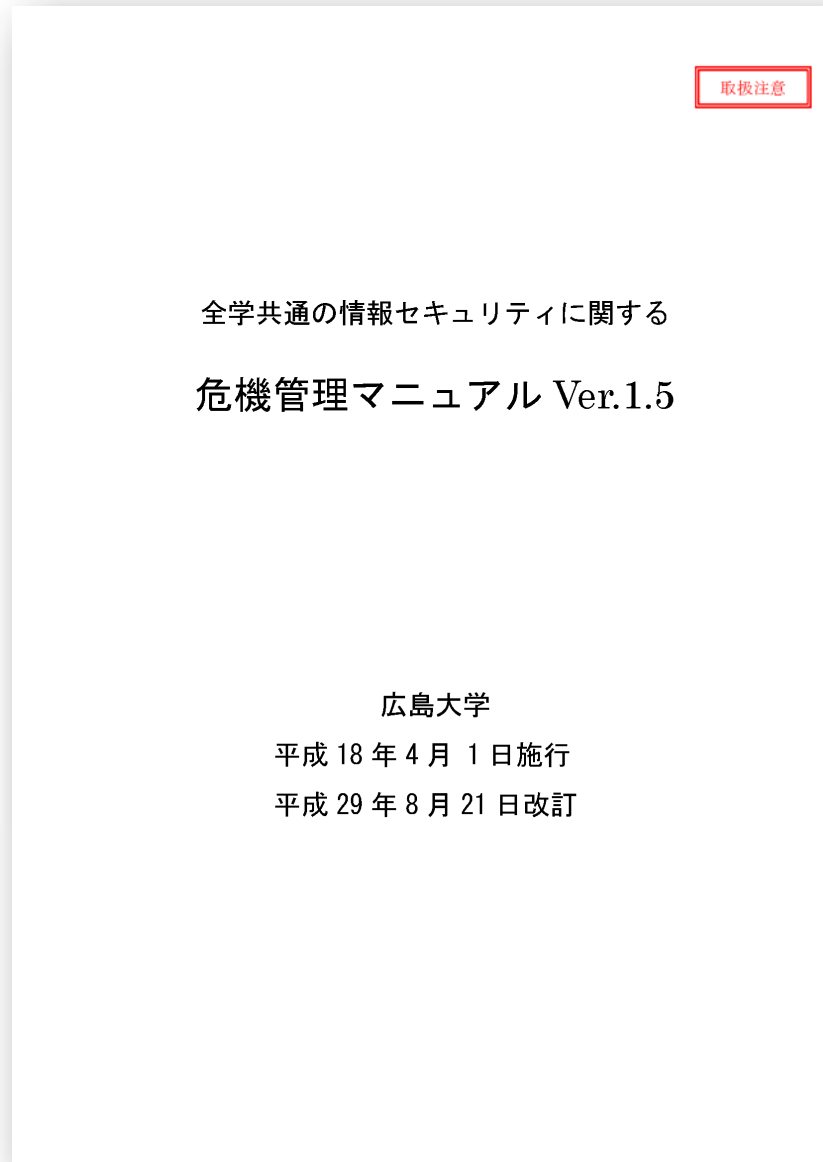 取扱注意
全学共通の情報セキュリティに関する
危機管理マニュアル Ver.1.5
広島大学
平成 18 年 4 月 1 日施行
平成 29 年 8 月 21 日改訂